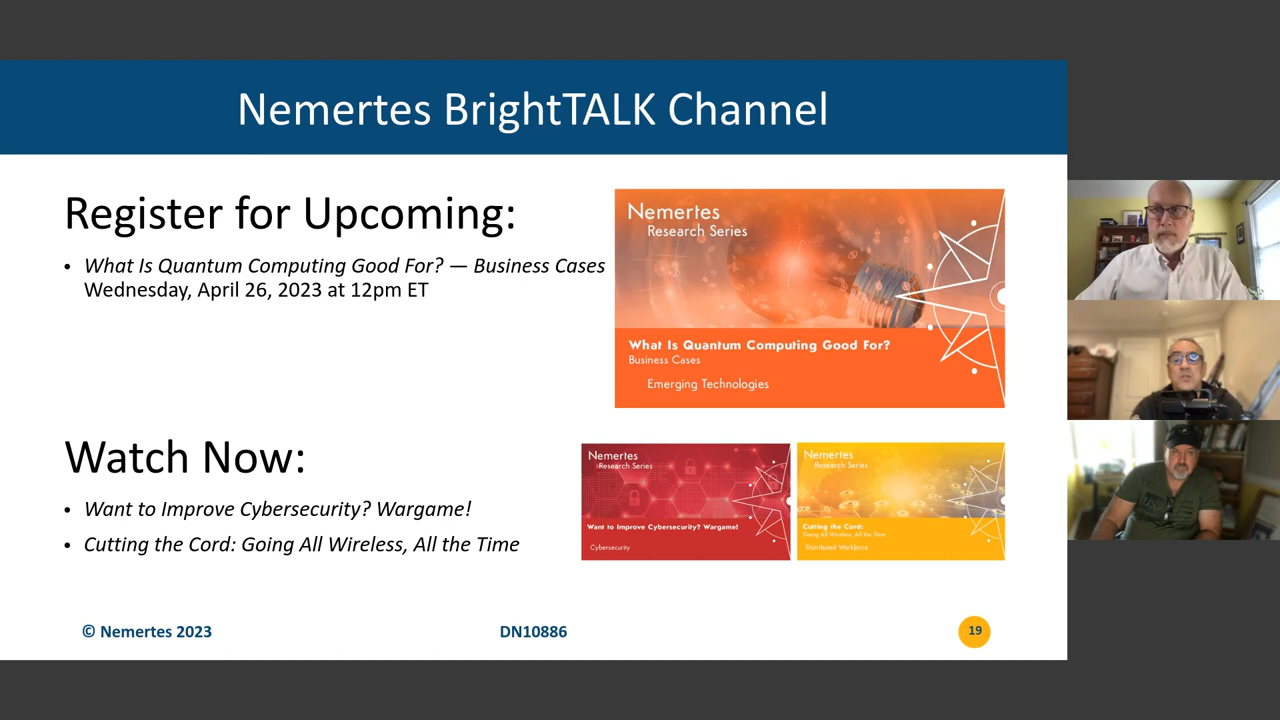 Nemertes BrightTALK Channel
Register for Upcoming:
• What Is Quantum Computing Good For? — Business Cases
Wednesday, April 26, 2023 at 12pm ET
Nemertes
Research Series
What Is Quantum Computing Good For?
Business Cases
Emerging Technologies
Watch Now:
• Want to Improve Cybersecurity? Wargame!
• Cutting the Cord: Going All Wireless, All the Time
Nemertes
Research Series
Want to Improve Cybersecurity? Wargame!
Cybersecurity
Nemertes
Research Series
Cutting the Cord:
Going All Wireless, All the Time
Distributed Workforce
© Nemertes 2023
DN10886
19